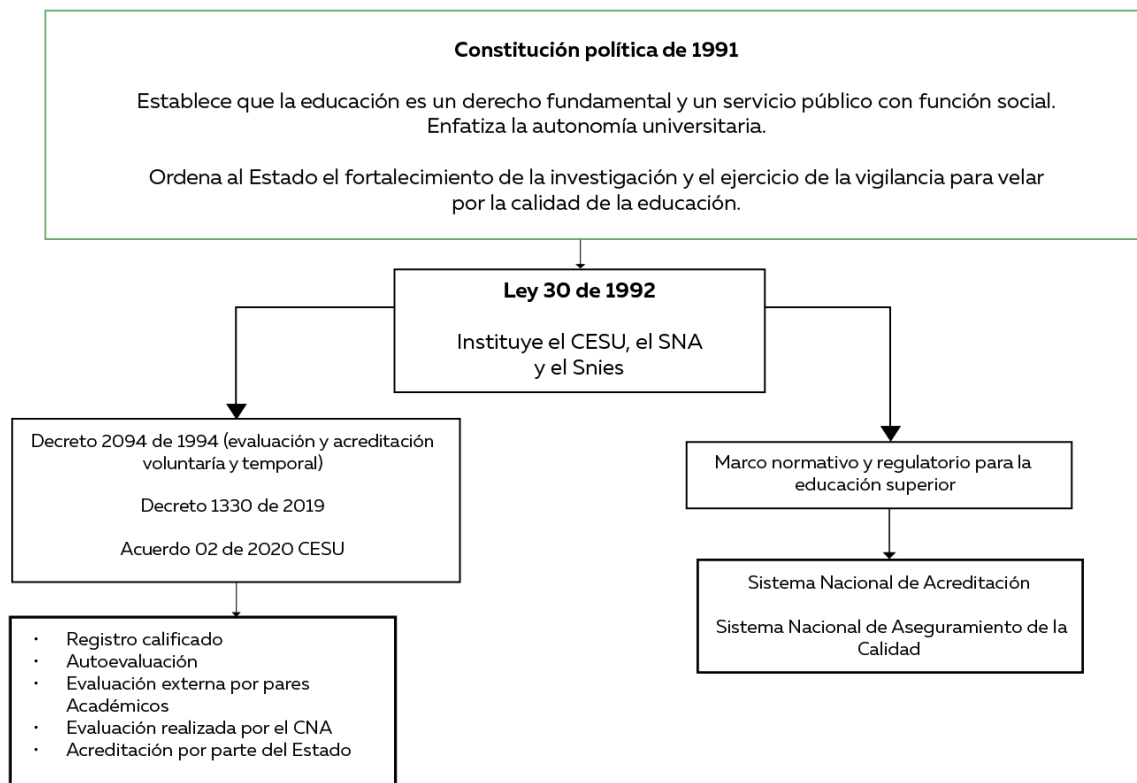 Constitución política de 1991
Establece que la educación es un derecho fundamental y un servicio público con función social.
Enfatiza la autonomía universitaria.
Ordena al Estado el fortalecimiento de la investigación y el ejercicio de la vigilancia para velar
por la calidad de la educación.
Ley 30 de 1992
Instituye el CESU, el SNA
y el Snies
Decreto 2094 de 1994 (evaluación y acreditación
voluntaría y temporal)
Decreto 1330 de 2019
Acuerdo 02 de 2020 CESU
· Registro calificado
· Autoevaluación
· Evaluación externa por pares
Académicos
· Evaluación realizada por el CNA
· Acreditación por parte del Estado
Marco normativo y regulatorio para la
educación superior
Sistema Nacional de Acreditación
Sistema Nacional de Aseguramiento de la
Calidad